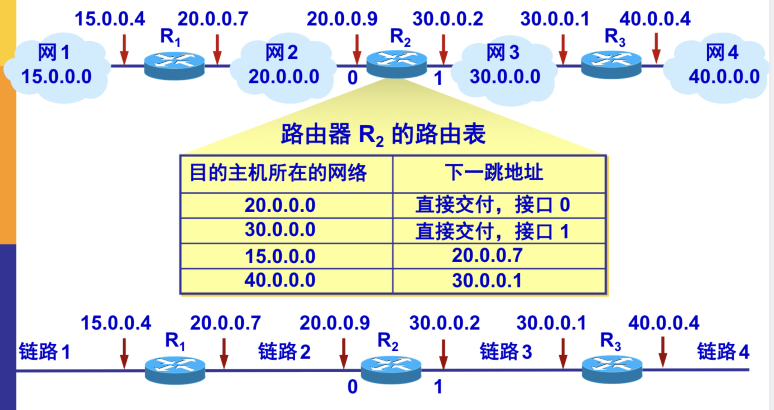 15.0.0.4 20.0.0.7 20.0.0.9 30.0.0.2 30.0.0.1 40.0.0.4
R1 R2 R3
网1 网2 网3 网4
15.0.0.0 20.0.0.0 0 1 30.0.0.0 40.0.0.0
路由器 R2 的路由表
目的主机所在的网络 下一跳地址
20.0.0.0 直接交付，接口 0
30.0.0.0 直接交付，接口 1
15.0.0.0 20.0.0.7
40.0.0.0 30.0.0.1
15.0.0.4 20.0.0.7 20.0.0.9 30.0.0.2 30.0.0.1 40.0.0.4
链路1 R1 链路2 R2 链路3 R3 链路4
0 1